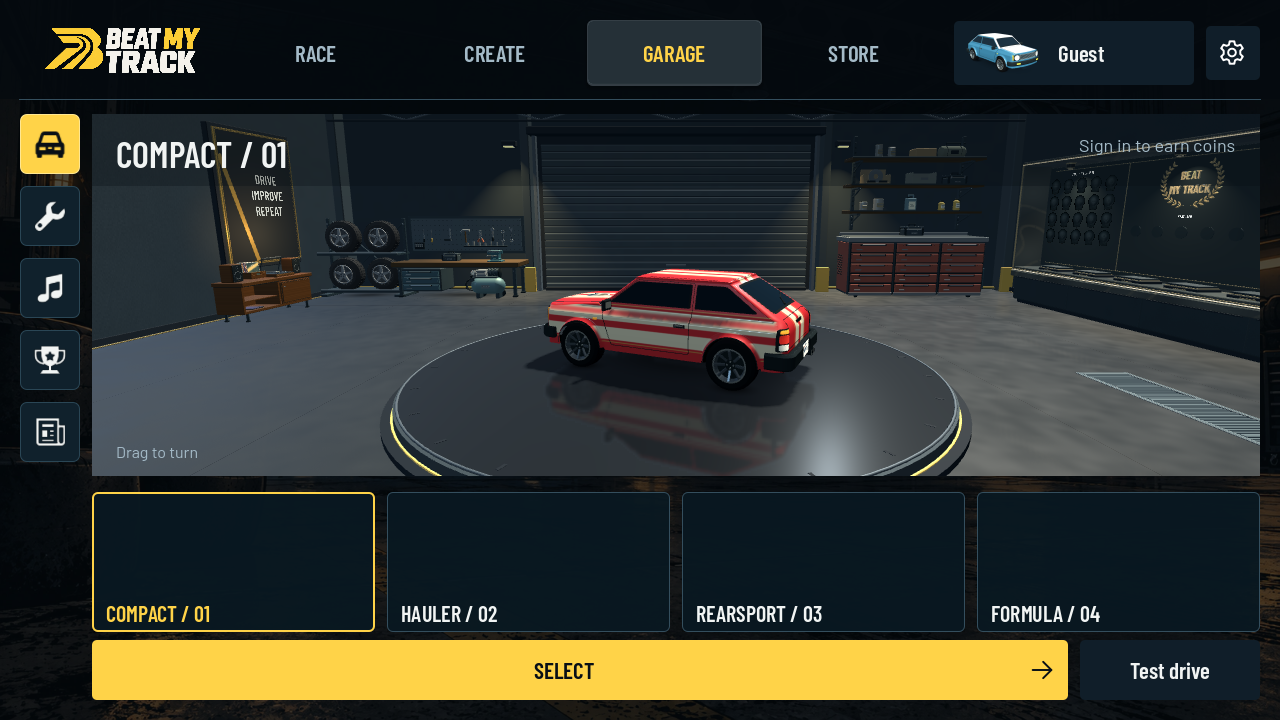 BEAT MY
TRACK
RACE
CREATE
GARAGE
STORE
Guest
COMPACT / 01
Sign in to earn coins
DRIVE
IMPROVE
REPEAT
BEAT
MY TRACK
Drag to turn
COMPACT / 01
HAULER / 02
REARSPORT / 03
FORMULA / 04
SELECT
Test drive